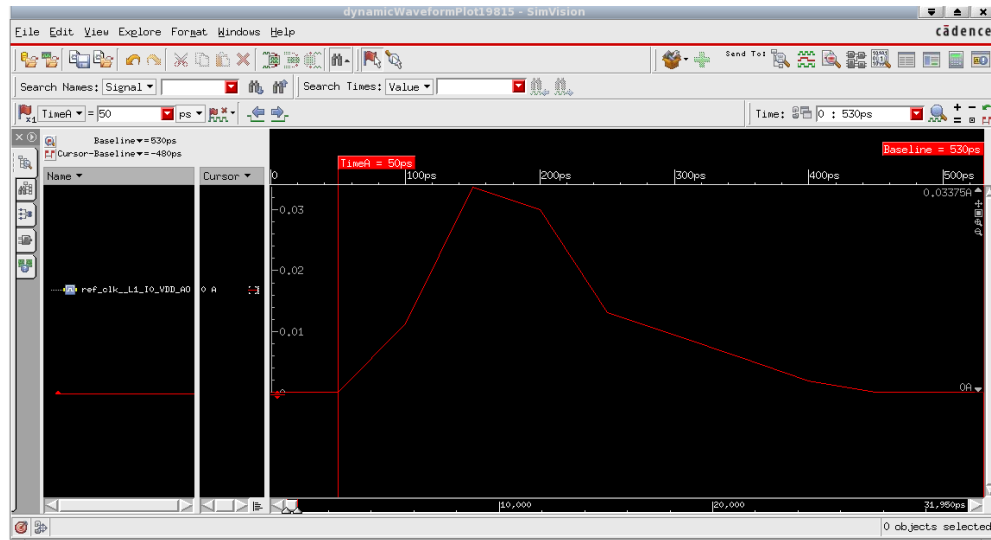 dynamicWaveformPlot19815 - SimVision
File Edit View Explore Format Windows Help
cādence
Send To:
Search Names: Signal
Search Times: Value
TimeA = 50 ps
Time: 0 : 530ps
Baseline = 530ps
Cursor-Baseline = -480ps
Name Cursor
ref_clk__L1_I0_VDD_A0 0 A
Baseline = 530ps
TimeA = 50ps
0 100ps 200ps 300ps 400ps 500ps
0.03375A
0.03
0.02
0.01
0
0A
10,000 20,000 31,950ps
0 objects selected